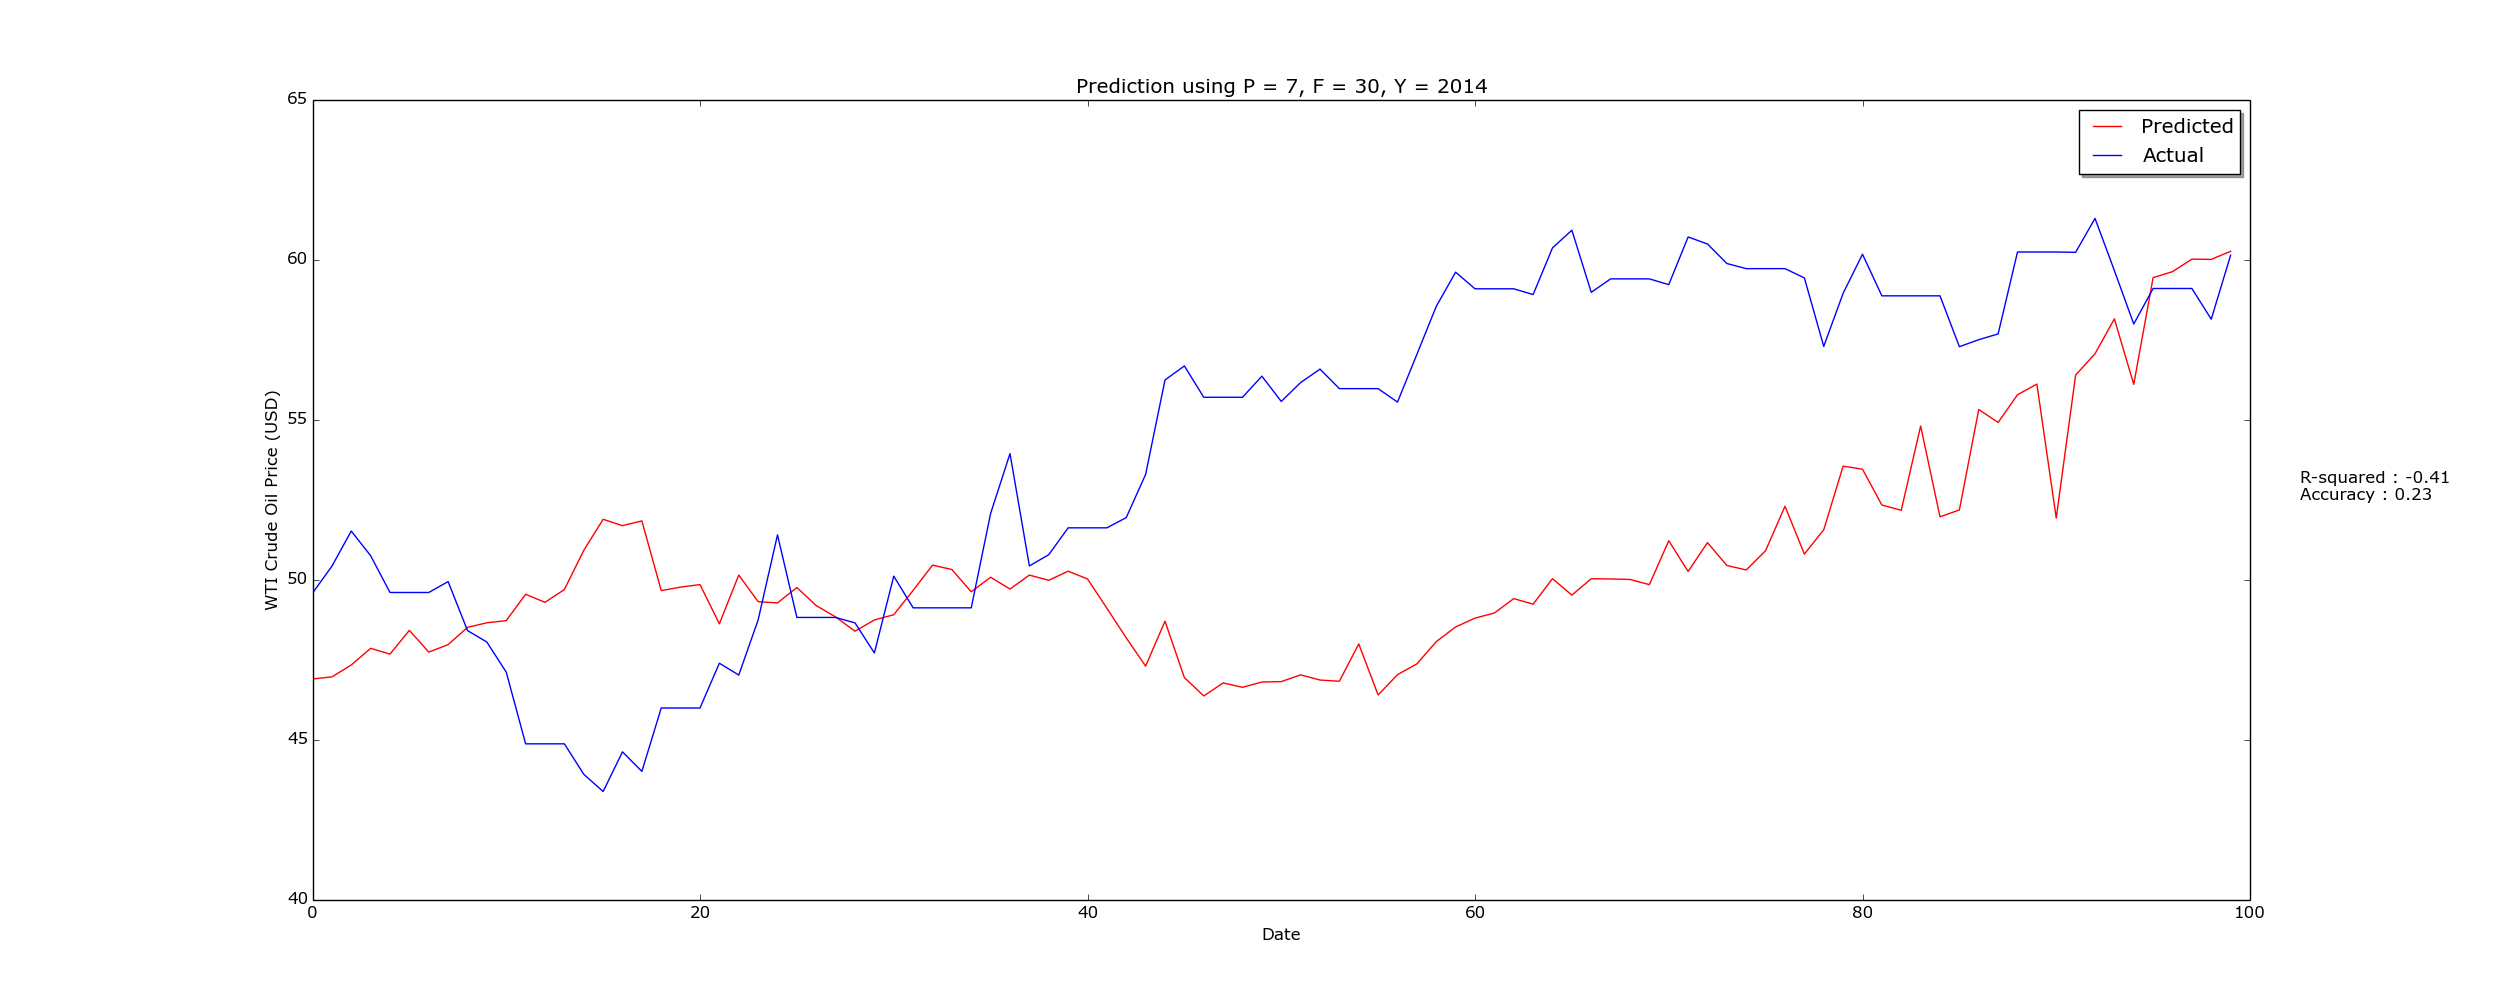 Prediction using P = 7, F = 30, Y = 2014
65
60
55
50
45
40
WTI Crude Oil Price (USD)
Predicted
Actual
R-squared : -0.41
Accuracy : 0.23
0 20 40 60 80 100
Date